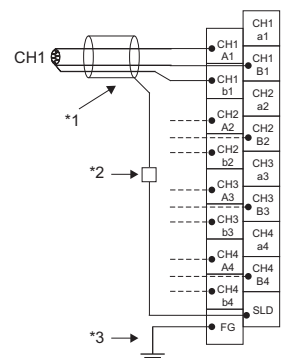 CH1
*1
*2
*3
CH1
A1
CH1
a1
CH1
b1
CH1
B1
CH2
A2
CH2
a2
CH2
b2
CH2
B2
CH3
A3
CH3
a3
CH3
b3
CH3
B3
CH4
A4
CH4
a4
CH4
b4
CH4
B4
FG
SLD